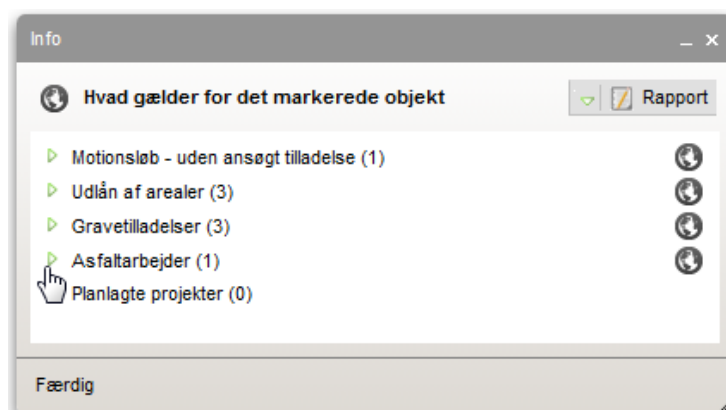 Info
Hvad gælder for det markerede objekt
Rapport
Motionsløb - uden ansøgt tilladelse (1)
Udlån af arealer (3)
Gravetilladelser (3)
Asfaltarbejder (1)
Planlagte projekter (0)
Færdig